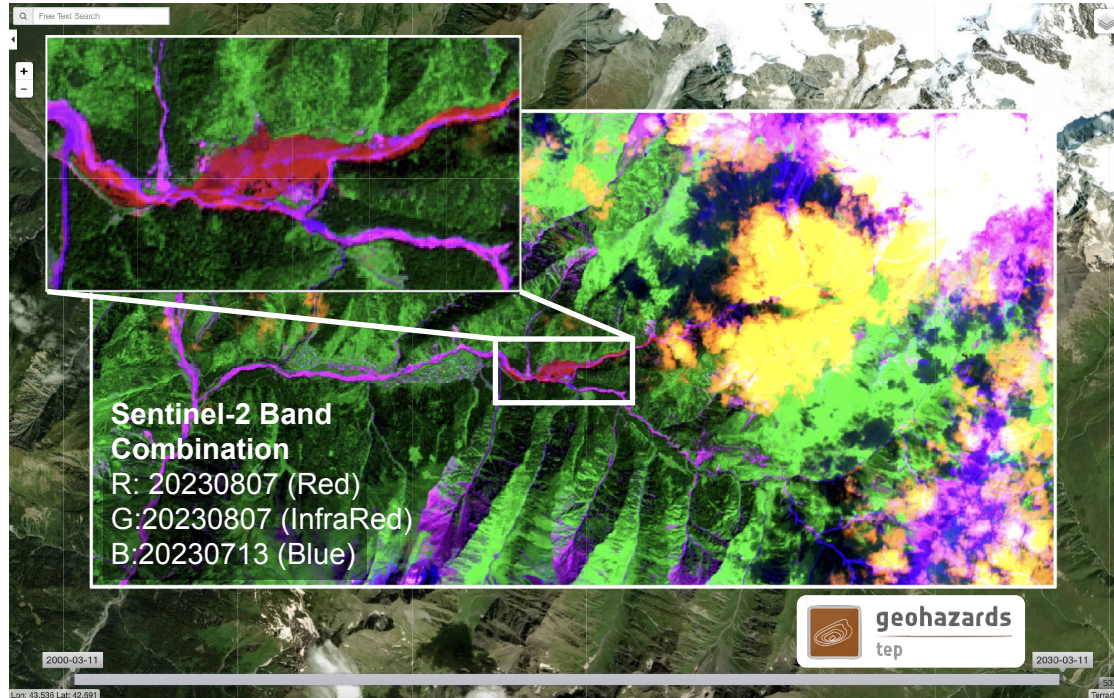 Free Text Search
+
−
Sentinel-2 Band
Combination
R: 20230807 (Red)
G:20230807 (InfraRed)
B:20230713 (Blue)
geohazards
tep
2000-03-11
2030-03-11
Lon: 43.536 Lat: 42.691